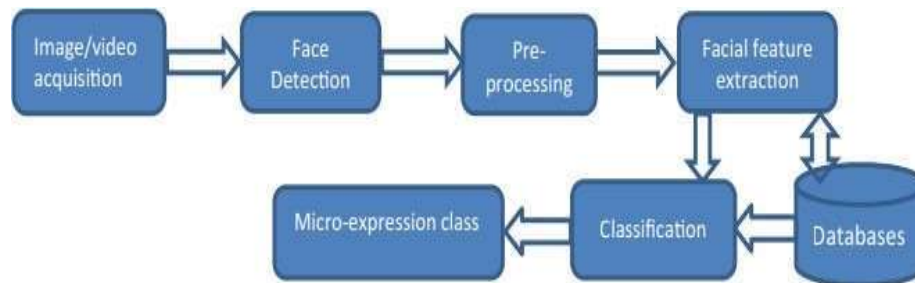 Image/video
acquisition
Face
Detection
Pre-
processing
Facial feature
extraction
Micro-expression class
Classification
Databases